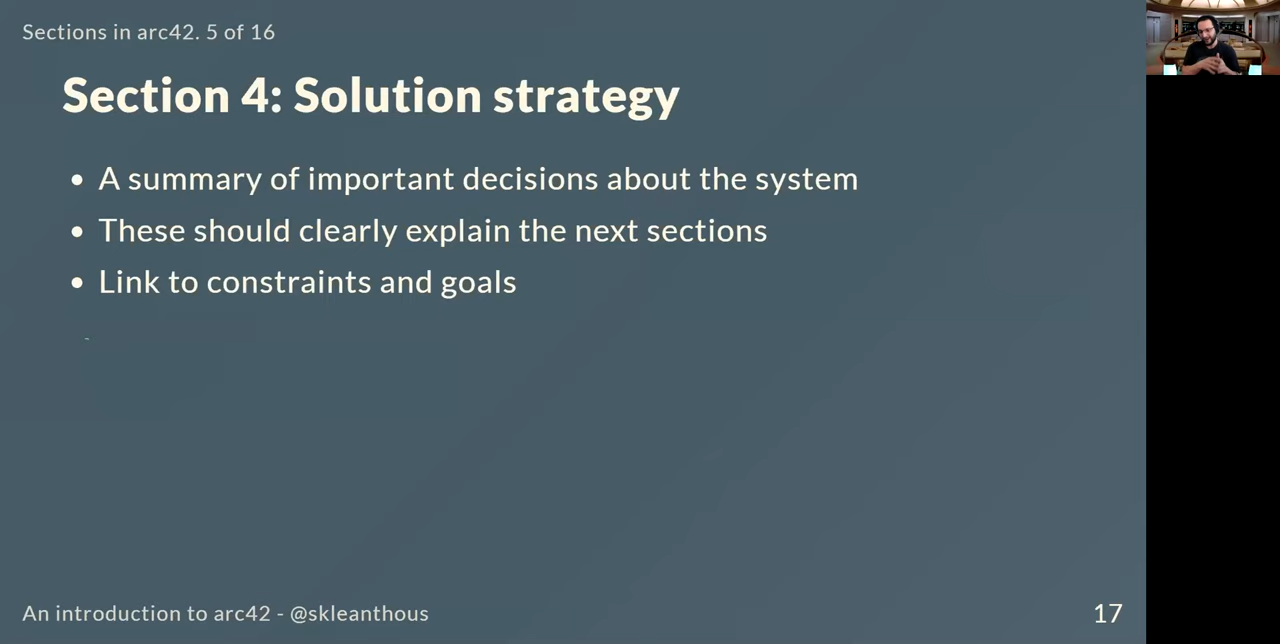 Sections in arc42. 5 of 16
Section 4: Solution strategy
• A summary of important decisions about the system
• These should clearly explain the next sections
• Link to constraints and goals
An introduction to arc42 - @skleanthous
17